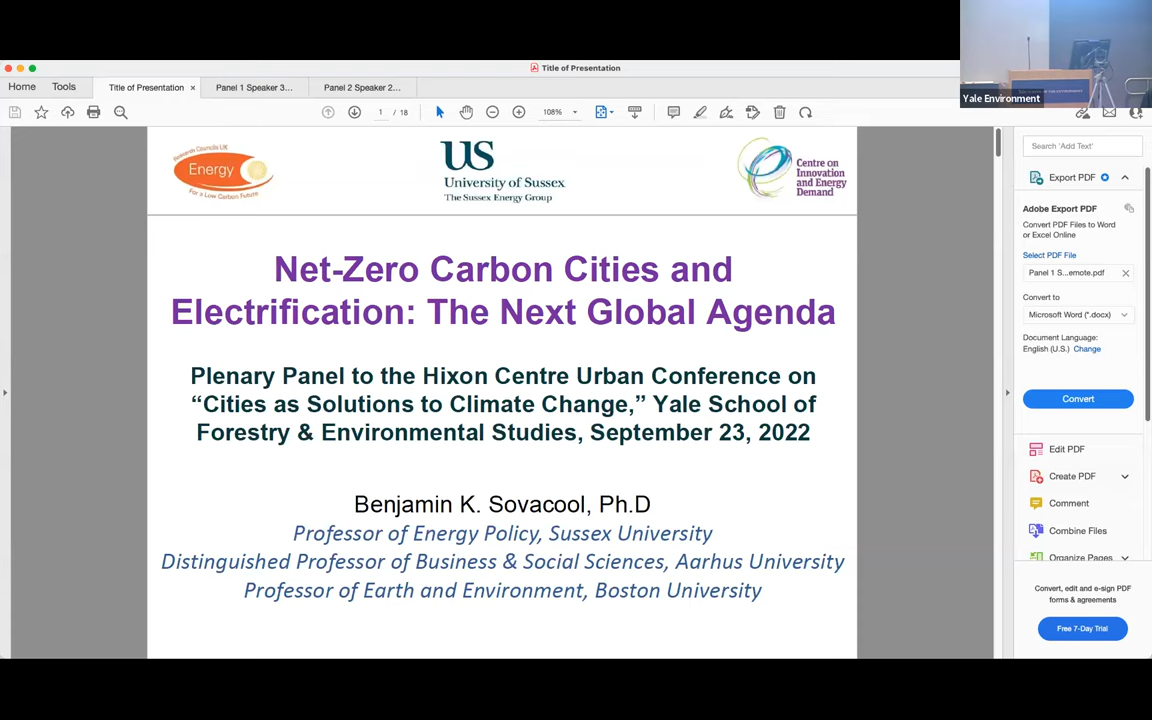 Title of Presentation
Yale Environment
Home
Tools
Title of Presentation
Panel 1 Speaker 3...
Panel 2 Speaker 2...
1 / 18
108%
Research Councils UK
Energy
For a Low Carbon Future
US
University of Sussex
The Sussex Energy Group
Centre on
Innovation
and Energy
Demand
Net-Zero Carbon Cities and
Electrification: The Next Global Agenda
Plenary Panel to the Hixon Centre Urban Conference on
“Cities as Solutions to Climate Change,” Yale School of
Forestry & Environmental Studies, September 23, 2022
Benjamin K. Sovacool, Ph.D
Professor of Energy Policy, Sussex University
Distinguished Professor of Business & Social Sciences, Aarhus University
Professor of Earth and Environment, Boston University
Search 'Add Text'
Export PDF
Adobe Export PDF
Convert PDF Files to Word
or Excel Online
Select PDF File
Panel 1 S...emote.pdf
Convert to
Microsoft Word (*.docx)
Document Language:
English (U.S.) Change
Convert
Edit PDF
Create PDF
Comment
Combine Files
Organize Pages
Convert, edit and e-sign PDF
forms & agreements
Free 7-Day Trial